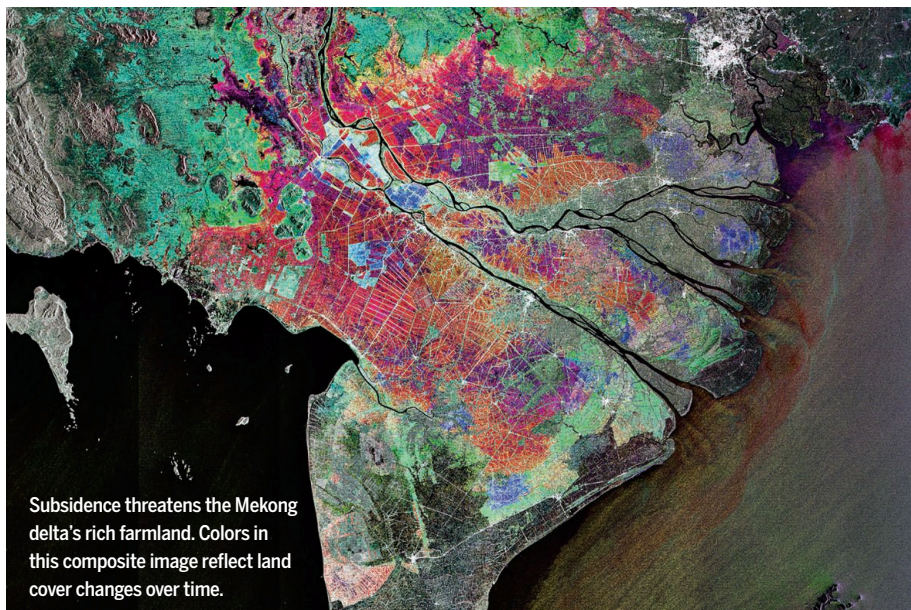 Subsidence threatens the Mekong
delta's rich farmland. Colors in
this composite image reflect land
cover changes over time.